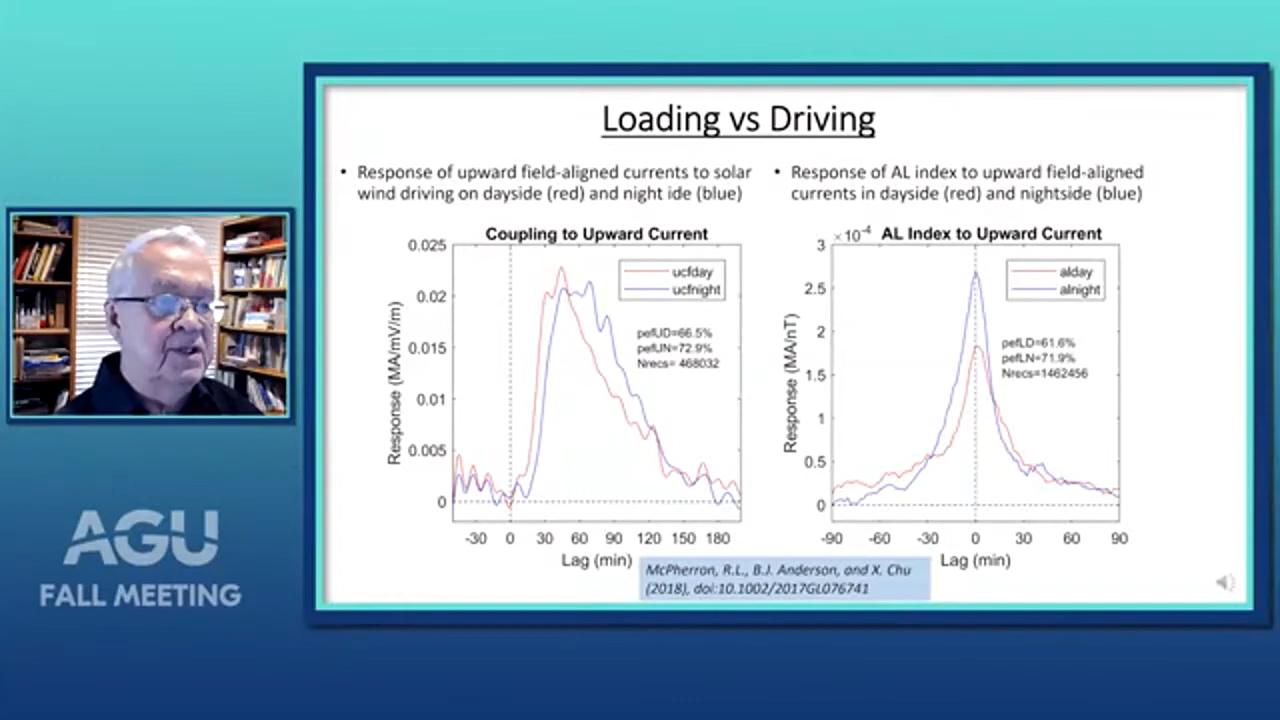 Loading vs Driving
• Response of upward field-aligned currents to solar
wind driving on dayside (red) and night ide (blue)
• Response of AL index to upward field-aligned
currents in dayside (red) and nightside (blue)
Coupling to Upward Current
0.025
0.02
0.015
0.01
0.005
0
Response (MA/mV/m)
ucfday
ucfnight
pefUD=66.5%
pefUN=72.9%
Nrecs= 468032
-30 0 30 60 90 120 150 180
Lag (min)
×10⁻⁴ AL Index to Upward Current
3
2.5
2
1.5
1
0.5
0
Response (MA/nT)
alday
alnight
pefLD=61.6%
pefLN=71.9%
Nrecs=1462456
-90 -60 -30 0 30 60 90
Lag (min)
McPherron, R.L., B.J. Anderson, and X. Chu
(2018), doi:10.1002/2017GL076741
AGU
FALL MEETING